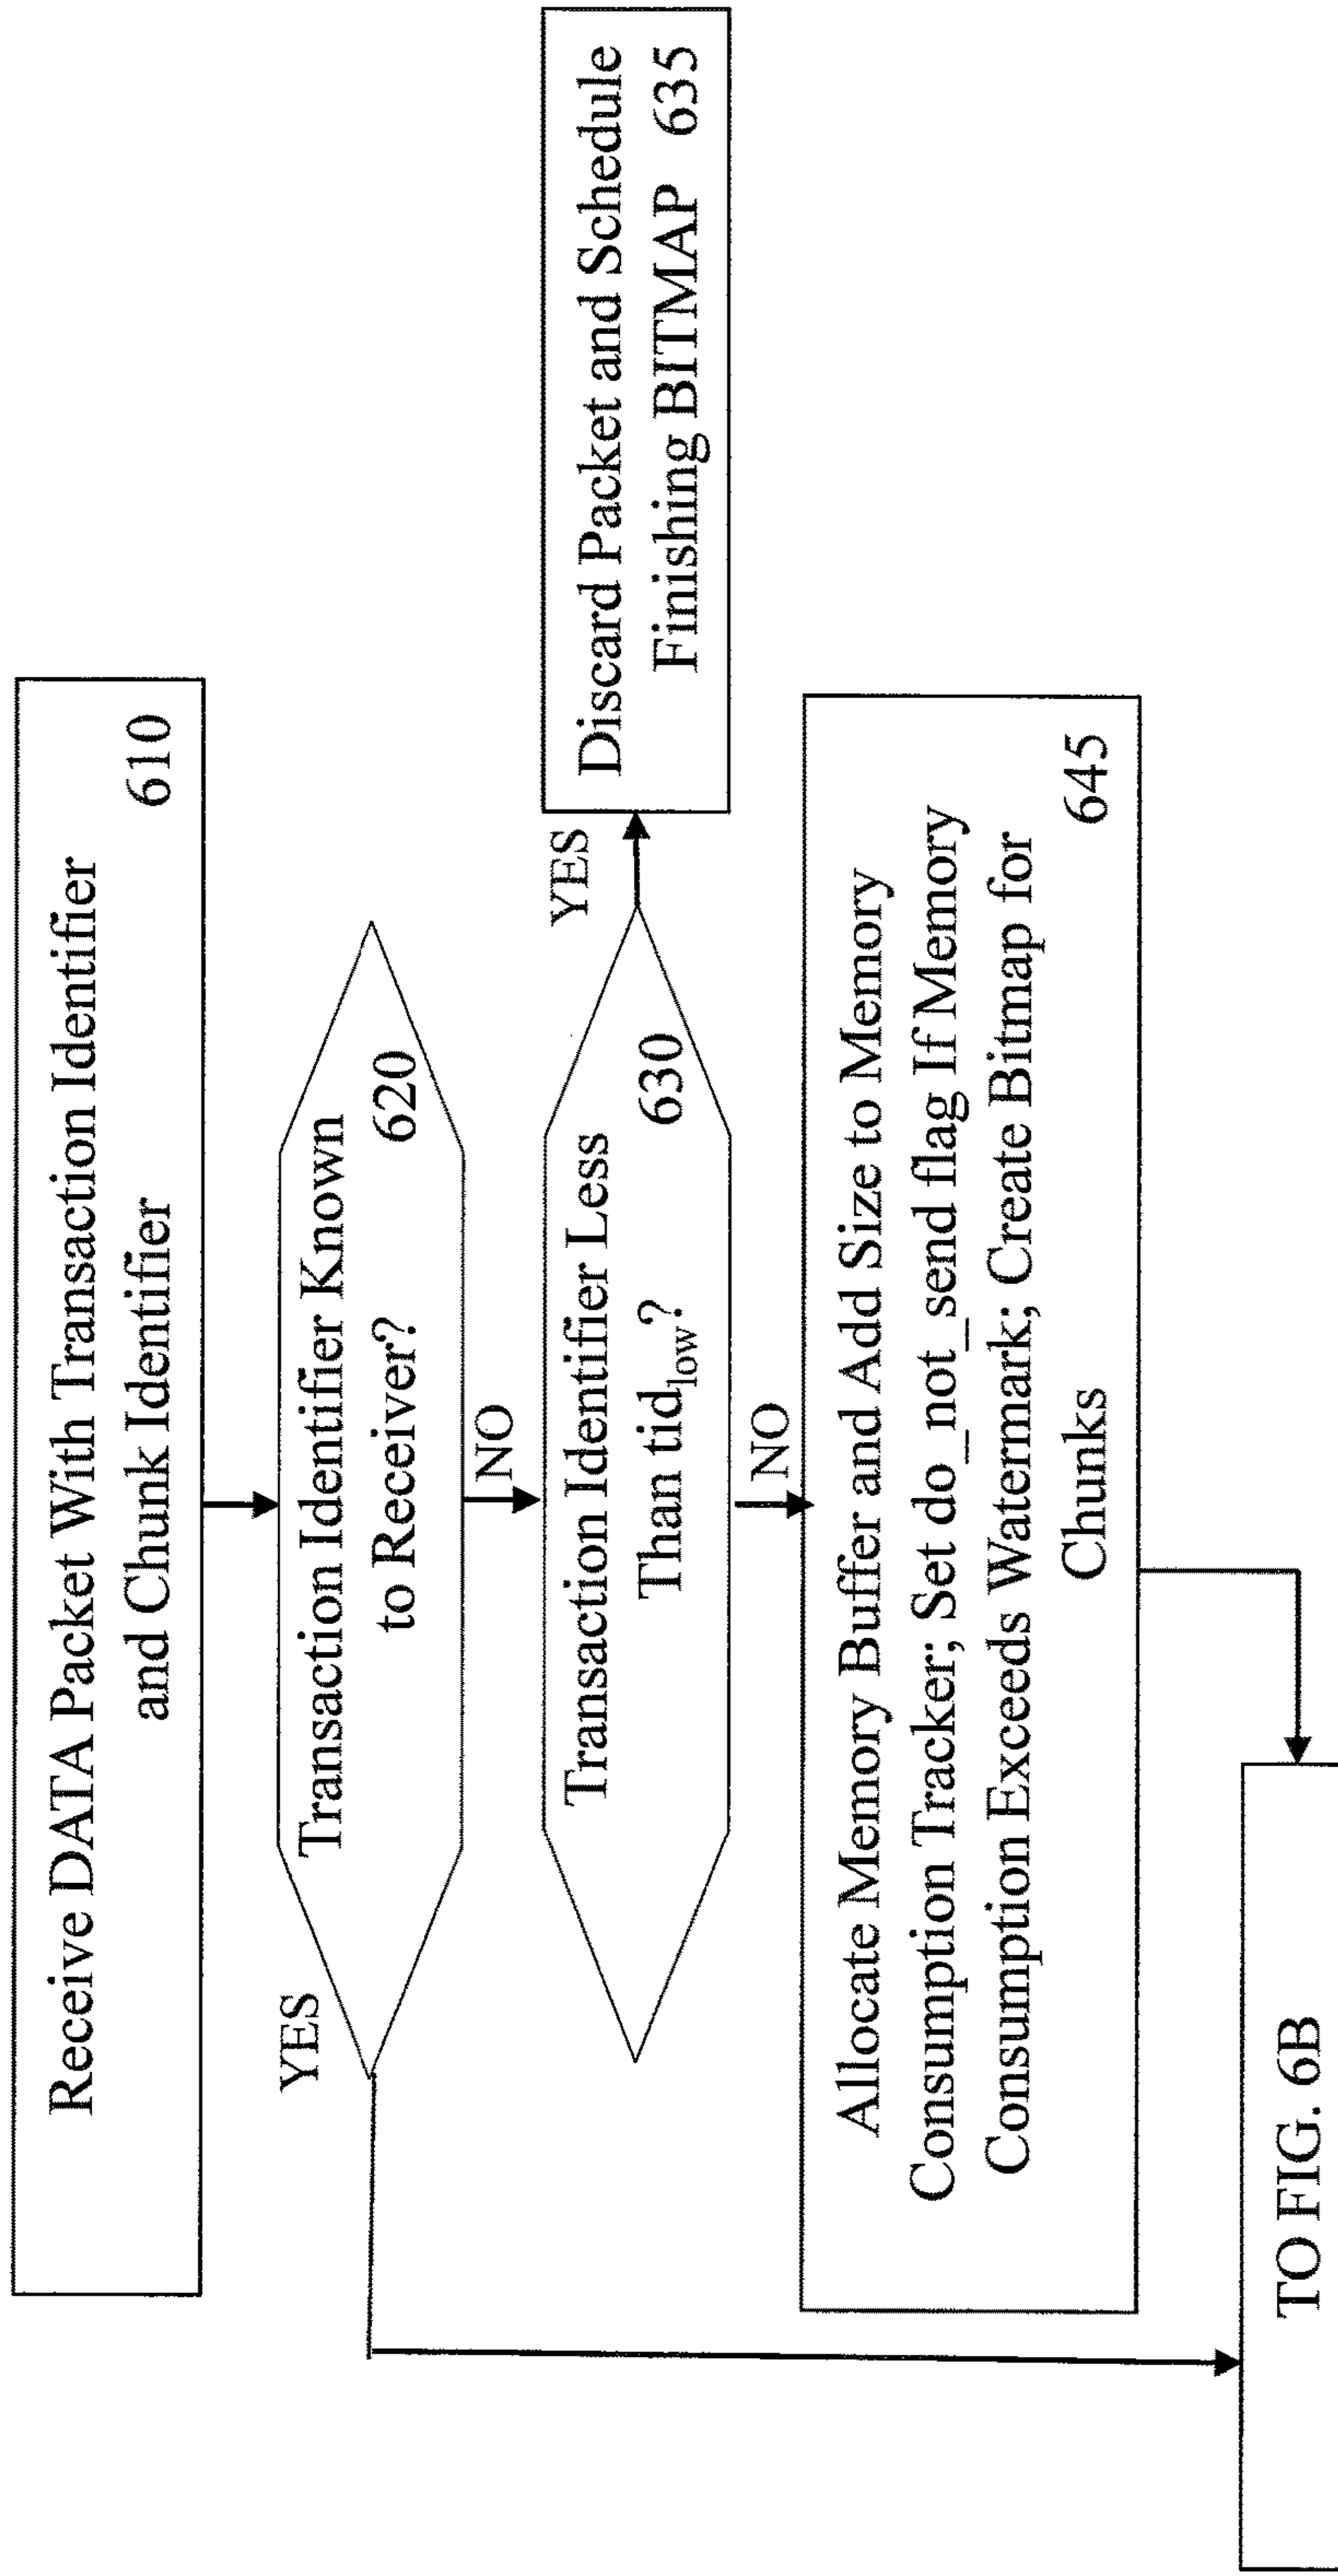 Receive DATA Packet With Transaction Identifier
and Chunk Identifier 610
Transaction Identifier Known
to Receiver? 620
YES
NO
Transaction Identifier Less
Than tidlow? 630
YES
Discard Packet and Schedule
Finishing BITMAP 635
NO
Allocate Memory Buffer and Add Size to Memory
Consumption Tracker; Set do_not_send flag If Memory
Consumption Exceeds Watermark; Create Bitmap for
Chunks 645
TO FIG. 6B